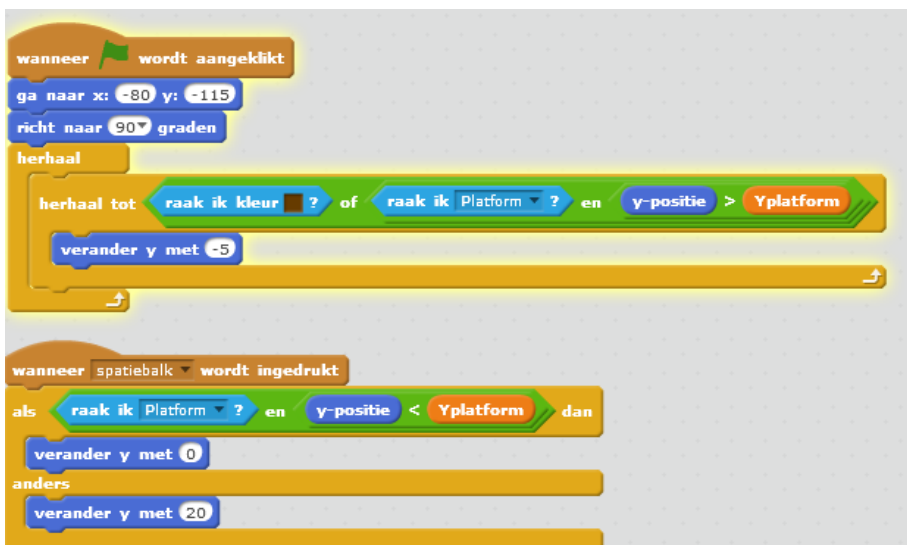 wanneer wordt aangeklikt
ga naar x: -80 y: -115
richt naar 90 graden
herhaal
herhaal tot raak ik kleur ? of raak ik Platform ? en y-positie > Yplatform
verander y met -5
wanneer spatiebalk wordt ingedrukt
als raak ik Platform ? en y-positie < Yplatform dan
verander y met 0
anders
verander y met 20